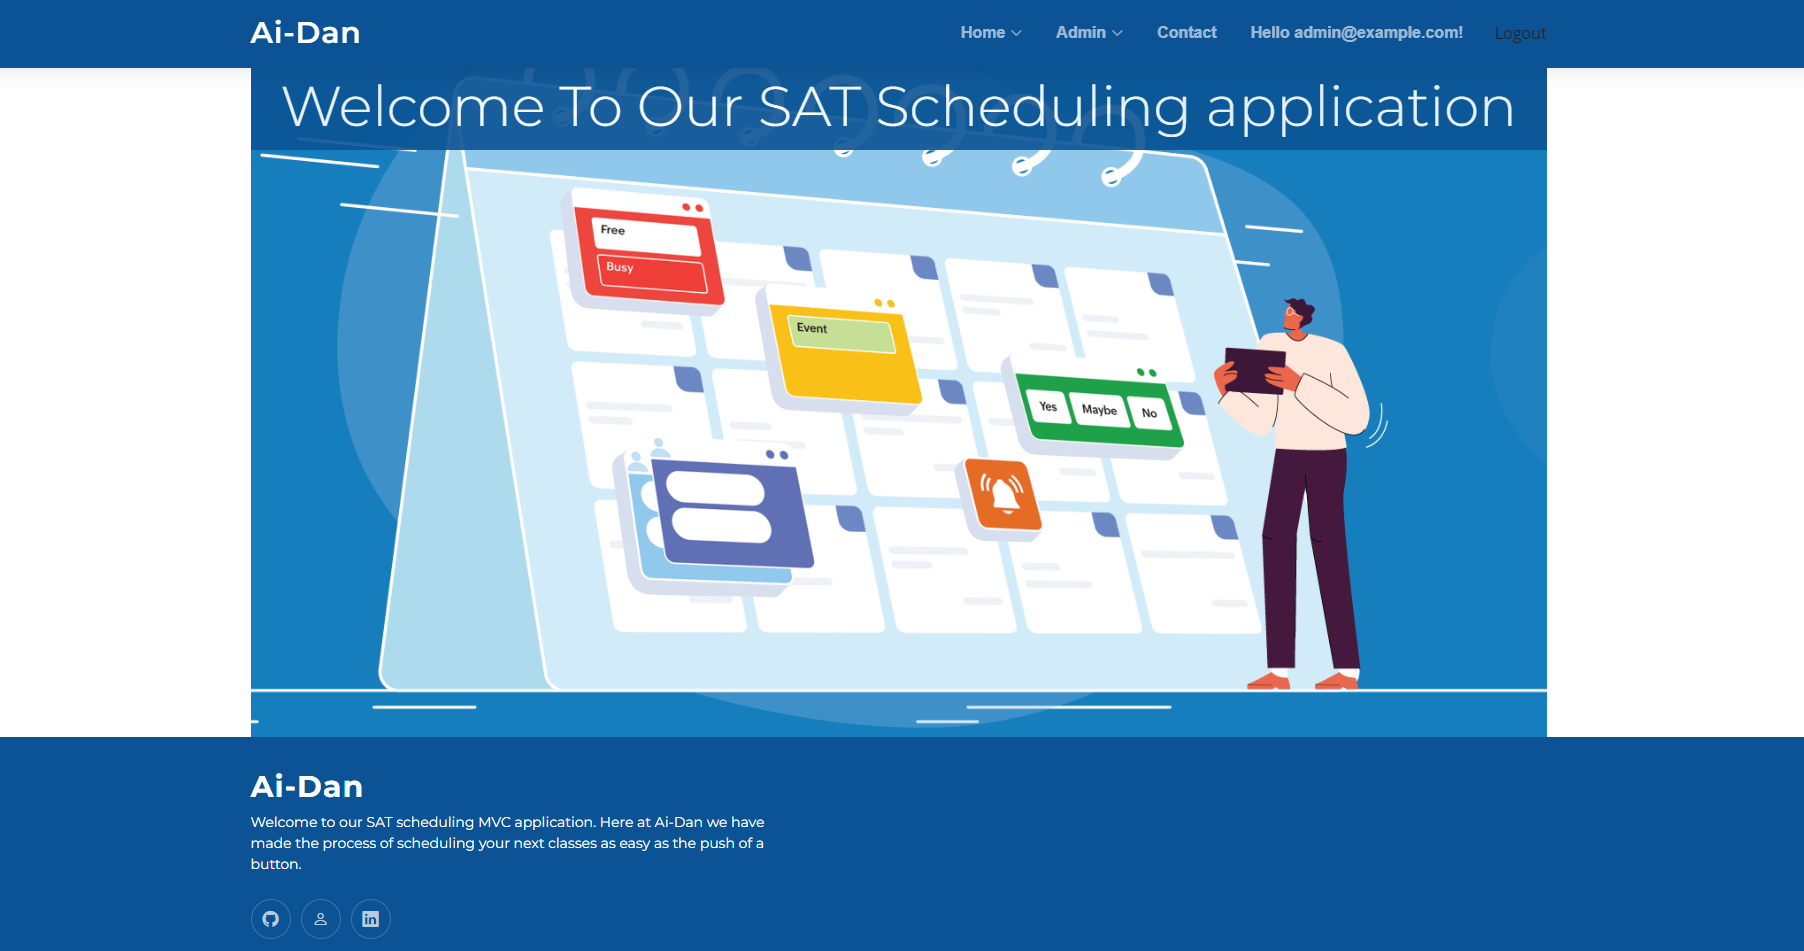 Ai-Dan
Home
Admin
Contact
Hello admin@example.com!
Logout
Welcome To Our SAT Scheduling application
Free
Busy
Event
Yes
Maybe
No
Ai-Dan
Welcome to our SAT scheduling MVC application. Here at Ai-Dan we have
made the process of scheduling your next classes as easy as the push of a
button.
in